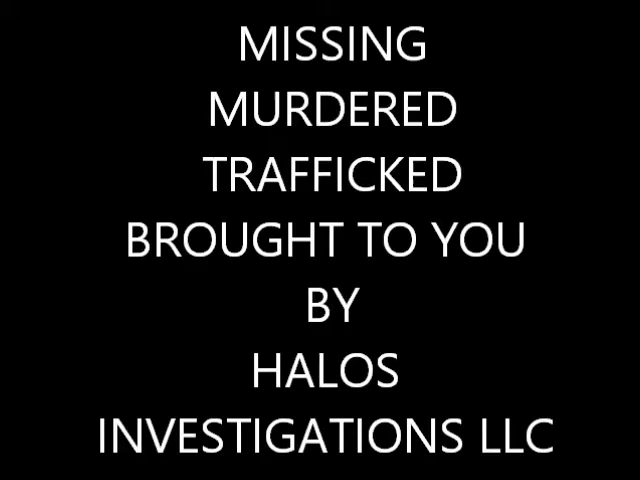 MISSING
MURDERED
TRAFFICKED
BROUGHT TO YOU
BY
HALOS
INVESTIGATIONS LLC